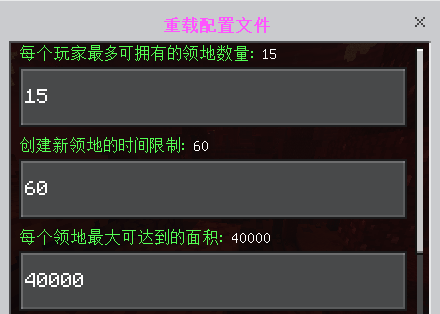 重载配置文件
每个玩家最多可拥有的领地数量: 15
15
创建新领地的时间限制: 60
60
每个领地最大可达到的面积: 40000
40000